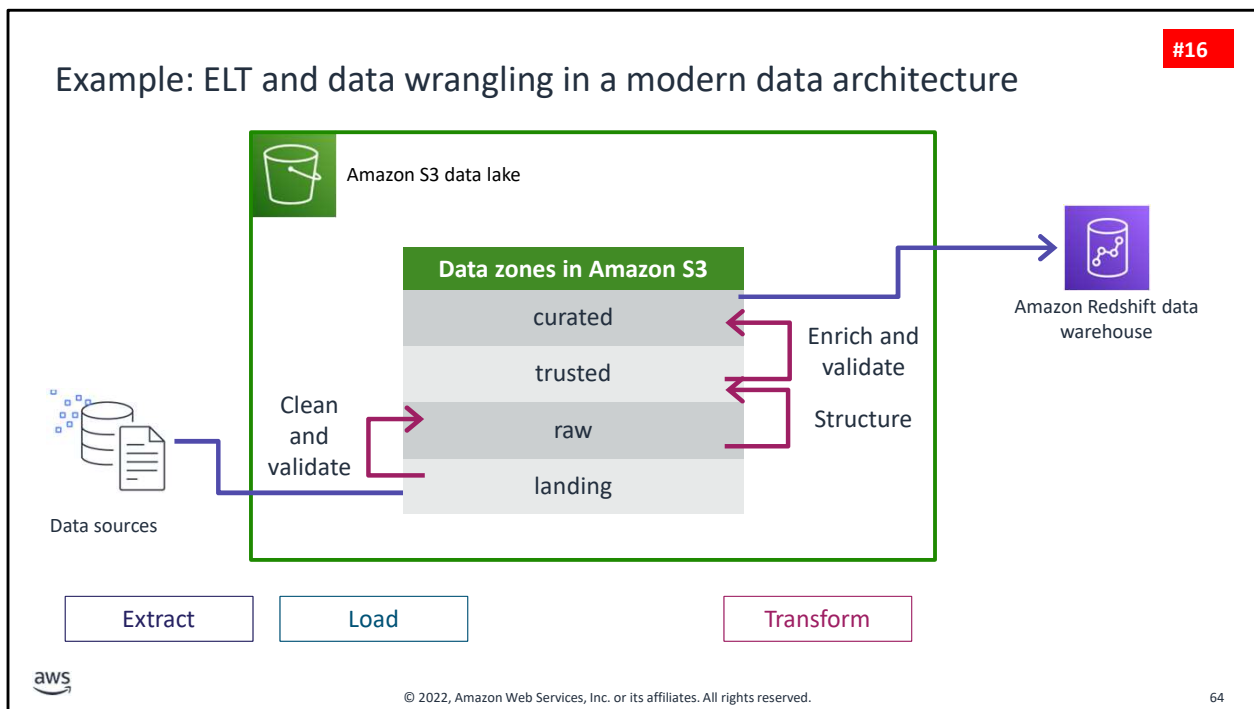 #16
Example: ELT and data wrangling in a modern data architecture
Amazon S3 data lake
Data zones in Amazon S3
curated
trusted
raw
landing
Enrich and
validate
Structure
Clean
and
validate
Amazon Redshift data
warehouse
Data sources
Extract
Load
Transform
aws
© 2022, Amazon Web Services, Inc. or its affiliates. All rights reserved.
64